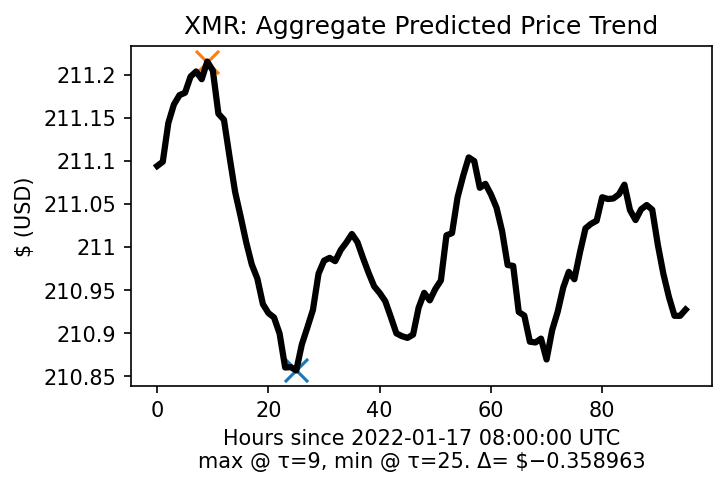 XMR: Aggregate Predicted Price Trend
211.2
211.15
211.1
211.05
211
210.95
210.9
210.85
$ (USD)
0 20 40 60 80
Hours since 2022-01-17 08:00:00 UTC
max @ τ=9, min @ τ=25. Δ= $−0.358963